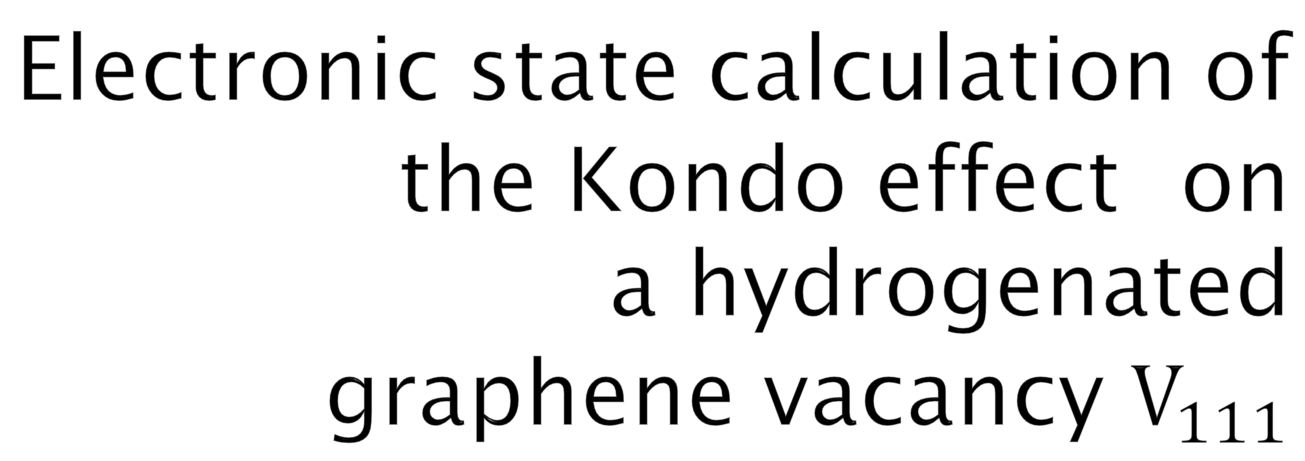 Electronic state calculation of
the Kondo effect on
a hydrogenated
graphene vacancy V₁₁₁